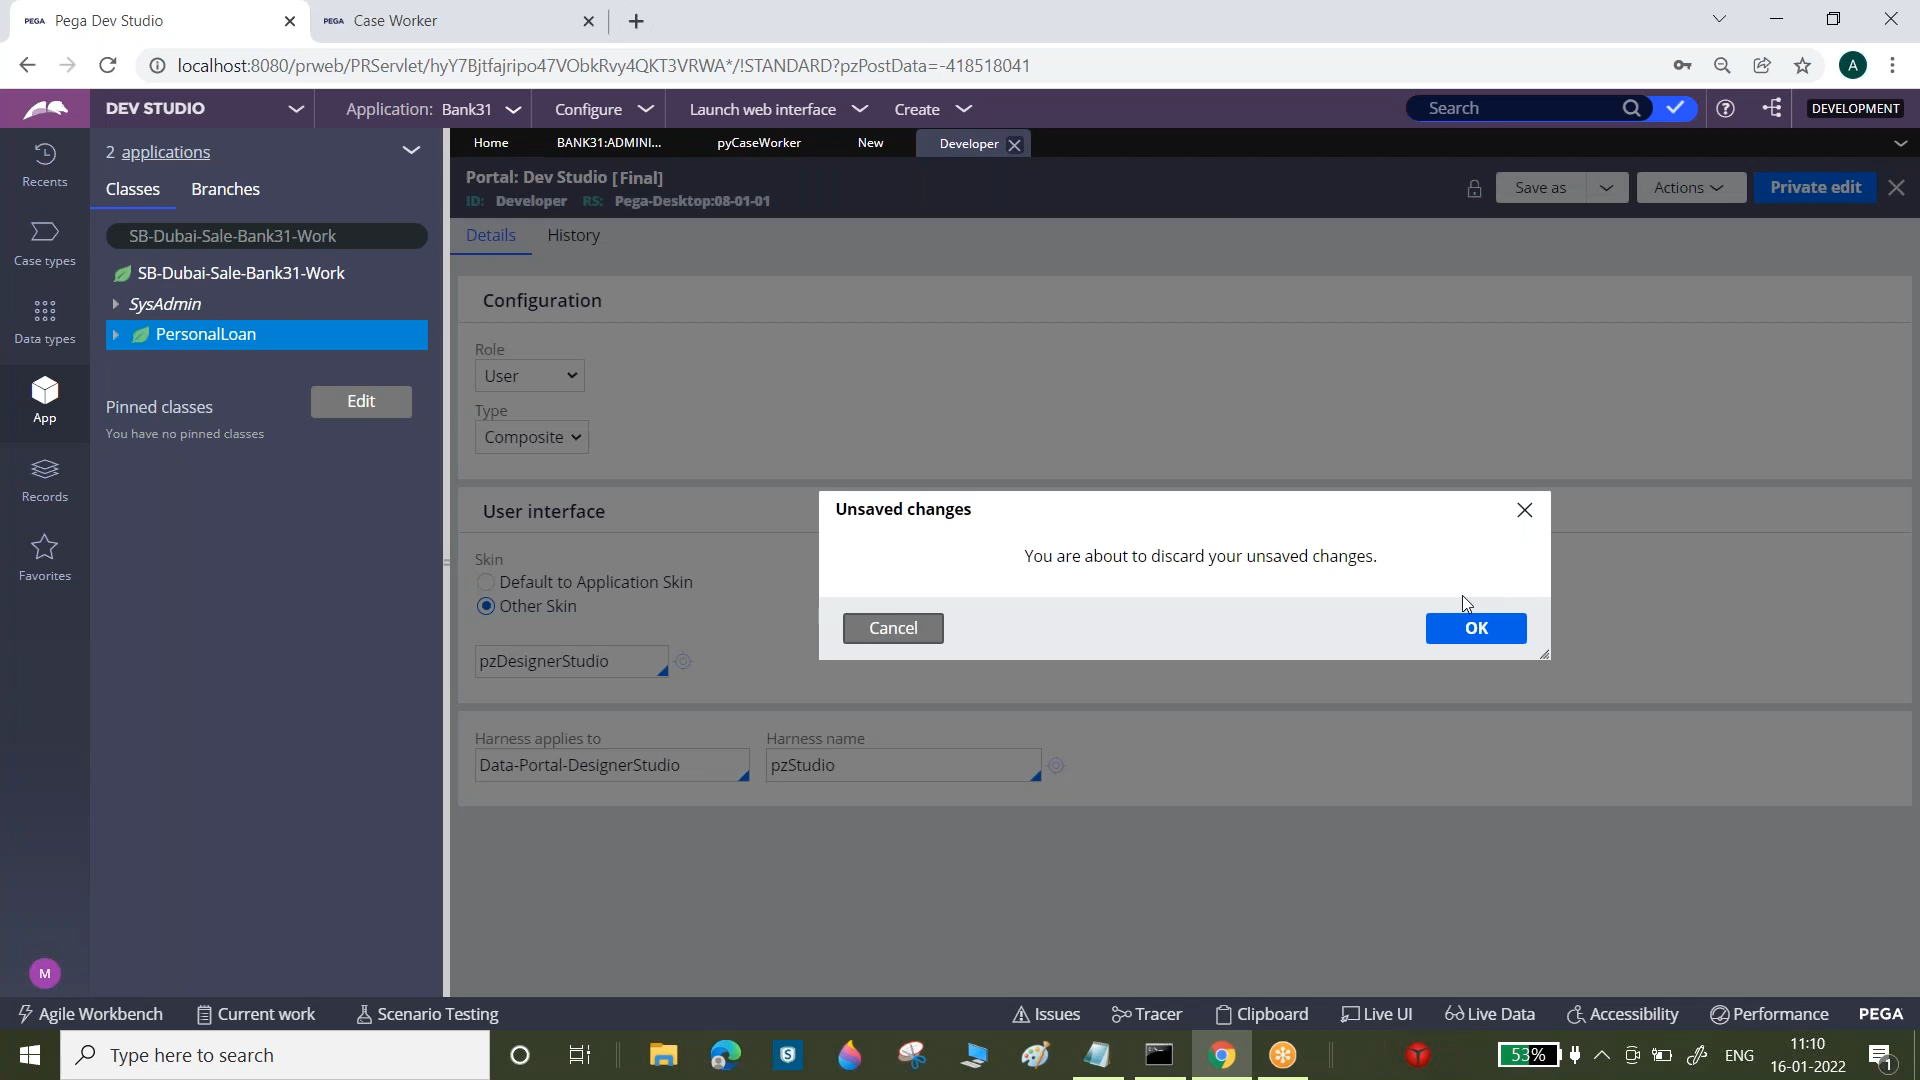 PEGA Pega Dev Studio
PEGA Case Worker
localhost:8080/prweb/PRServlet/hyY7Bjtfajripo47VObkRvy4QKT3VRWA*/!STANDARD?pzPostData=-418518041
A
DEV STUDIO
Application: Bank31
Configure
Launch web interface
Create
Search
DEVELOPMENT
Recents
Case types
Data types
App
Records
Favorites
M
2 applications
Classes
Branches
SB-Dubai-Sale-Bank31-Work
SB-Dubai-Sale-Bank31-Work
SysAdmin
PersonalLoan
Pinned classes
Edit
You have no pinned classes
Home
BANK31:ADMINI...
pyCaseWorker
New
Developer
Portal: Dev Studio [Final]
ID: Developer RS: Pega-Desktop:08-01-01
Save as
Actions
Private edit
Details
History
Configuration
Role
User
Type
Composite
User interface
Skin
Default to Application Skin
Other Skin
pzDesignerStudio
Harness applies to
Data-Portal-DesignerStudio
Harness name
pzStudio
Unsaved changes
You are about to discard your unsaved changes.
Cancel
OK
Agile Workbench
Current work
Scenario Testing
Issues
Tracer
Clipboard
Live UI
Live Data
Accessibility
Performance
PEGA
Type here to search
53%
ENG
11:10
16-01-2022
1